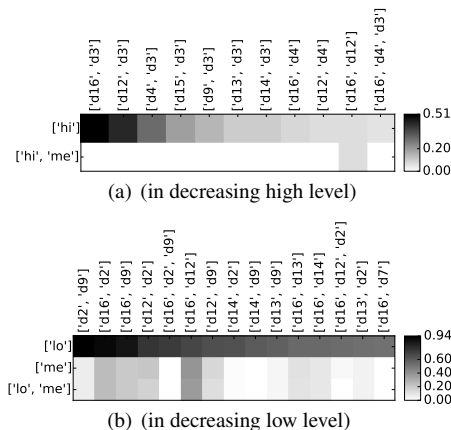 ['d16', 'd3']
['d12', 'd3']
['d4', 'd3']
['d15', 'd3']
['d9', 'd3']
['d13', 'd3']
['d14', 'd3']
['d16', 'd4']
['d12', 'd4']
['d16', 'd12']
['d16', 'd4', 'd3']
['hi']
['hi', 'me']
0.51
0.20
0.00
(a) (in decreasing high level)
['d2', 'd9']
['d16', 'd2']
['d16', 'd9']
['d12', 'd2']
['d16', 'd2', 'd9']
['d16', 'd12']
['d12', 'd9']
['d14', 'd2']
['d14', 'd9']
['d13', 'd9']
['d16', 'd13']
['d16', 'd14']
['d16', 'd12', 'd2']
['d13', 'd2']
['d16', 'd7']
['lo']
['me']
['lo', 'me']
0.94
0.60
0.40
0.20
0.00
(b) (in decreasing low level)